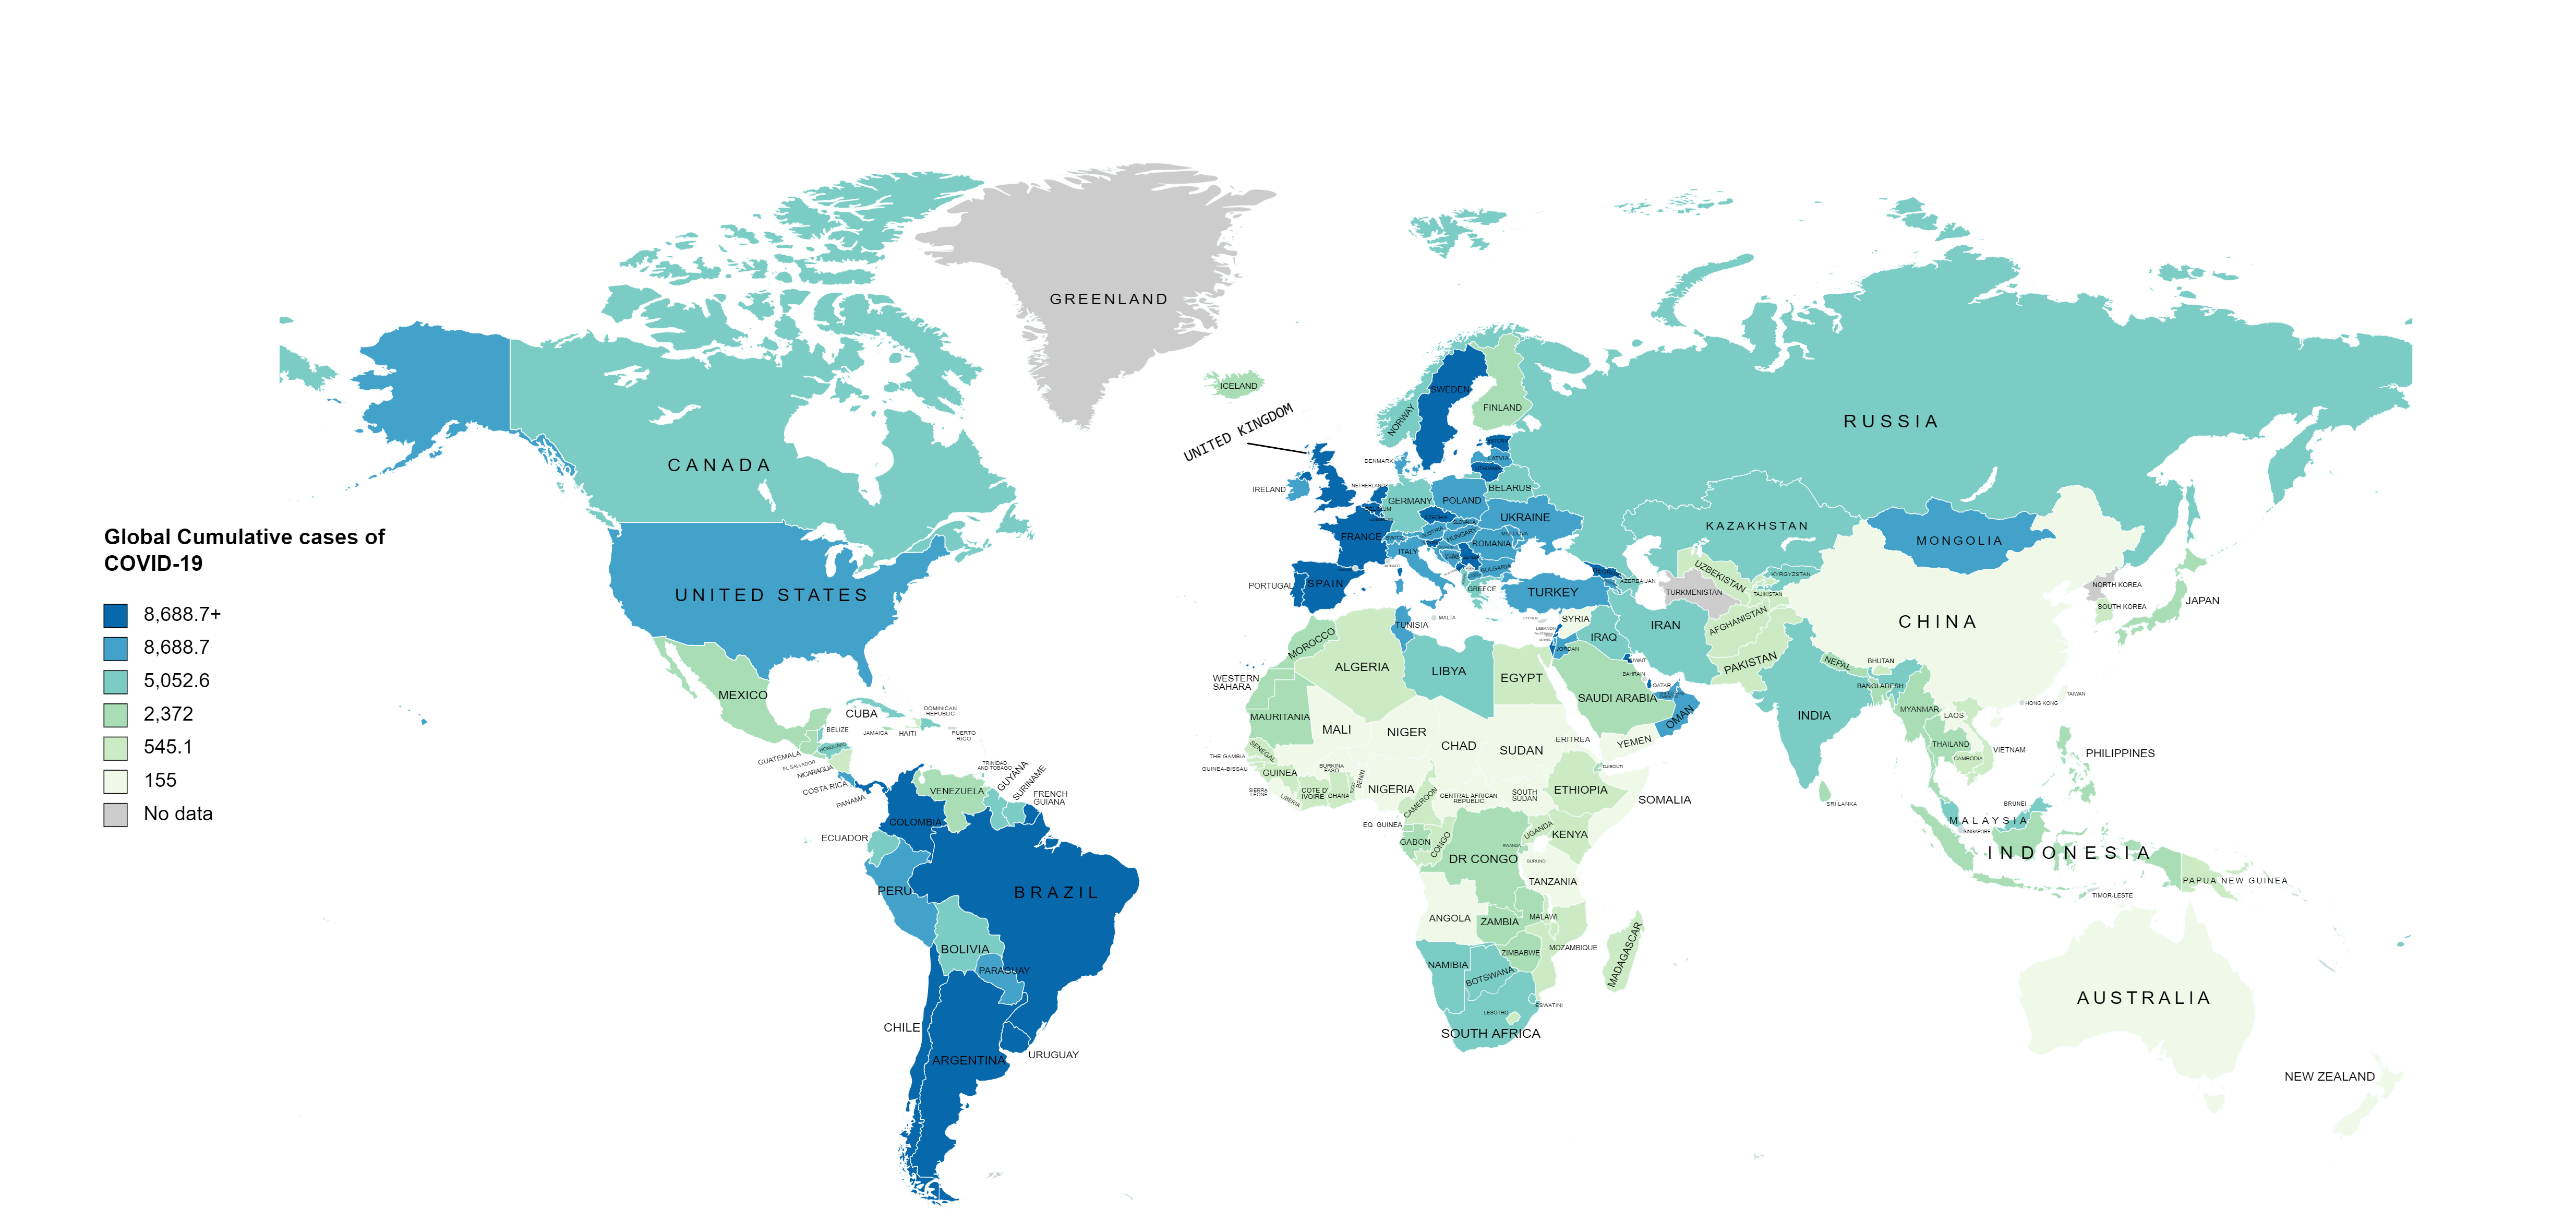 GREENLAND
ICELAND
SWEDEN
FINLAND
NORWAY
UNITED KINGDOM
RUSSIA
CANADA
DENMARK
LATVIA
IRELAND
NETHERLANDS
BELARUS
GERMANY
POLAND
UKRAINE
KAZAKHSTAN
MONGOLIA
FRANCE
HUNGARY
ROMANIA
ITALY
BULGARIA
Global Cumulative cases of
COVID-19
8,688.7+
8,688.7
5,052.6
2,372
545.1
155
No data
UNITED STATES
PORTUGAL
SPAIN
GREECE
TURKEY
AZERBAIJAN
UZBEKISTAN
KYRGYZSTAN
TURKMENISTAN
TAJIKISTAN
NORTH KOREA
SOUTH KOREA
JAPAN
CHINA
MALTA
CYPRUS
SYRIA
TUNISIA
LEBANON
IRAQ
IRAN
AFGHANISTAN
JORDAN
KUWAIT
MOROCCO
ALGERIA
LIBYA
EGYPT
PAKISTAN
NEPAL
BHUTAN
BAHRAIN
QATAR
BANGLADESH
TAIWAN
HONG KONG
WESTERN
SAHARA
SAUDI ARABIA
OMAN
INDIA
MYANMAR
LAOS
MEXICO
CUBA
DOMINICAN
REPUBLIC
BELIZE
JAMAICA
HAITI
PUERTO
RICO
HONDURAS
GUATEMALA
EL SALVADOR
NICARAGUA
COSTA RICA
PANAMA
TRINIDAD
AND TOBAGO
MAURITANIA
MALI
NIGER
CHAD
SUDAN
ERITREA
YEMEN
THAILAND
VIETNAM
CAMBODIA
PHILIPPINES
SENEGAL
THE GAMBIA
GUINEA-BISSAU
GUINEA
BURKINA
FASO
BENIN
DJIBOUTI
SIERRA
LEONE
LIBERIA
COTE D'
IVOIRE
GHANA
TOGO
NIGERIA
CAMEROON
CENTRAL AFRICAN
REPUBLIC
SOUTH
SUDAN
ETHIOPIA
SOMALIA
SRI LANKA
BRUNEI
MALAYSIA
SINGAPORE
INDONESIA
VENEZUELA
GUYANA
SURINAME
FRENCH
GUIANA
COLOMBIA
ECUADOR
PERU
BRAZIL
BOLIVIA
PARAGUAY
CHILE
ARGENTINA
URUGUAY
EQ. GUINEA
GABON
CONGO
DR CONGO
UGANDA
KENYA
RWANDA
BURUNDI
TANZANIA
ANGOLA
ZAMBIA
MALAWI
MOZAMBIQUE
ZIMBABWE
MADAGASCAR
NAMIBIA
BOTSWANA
ESWATINI
LESOTHO
SOUTH AFRICA
PAPUA NEW GUINEA
TIMOR-LESTE
AUSTRALIA
NEW ZEALAND